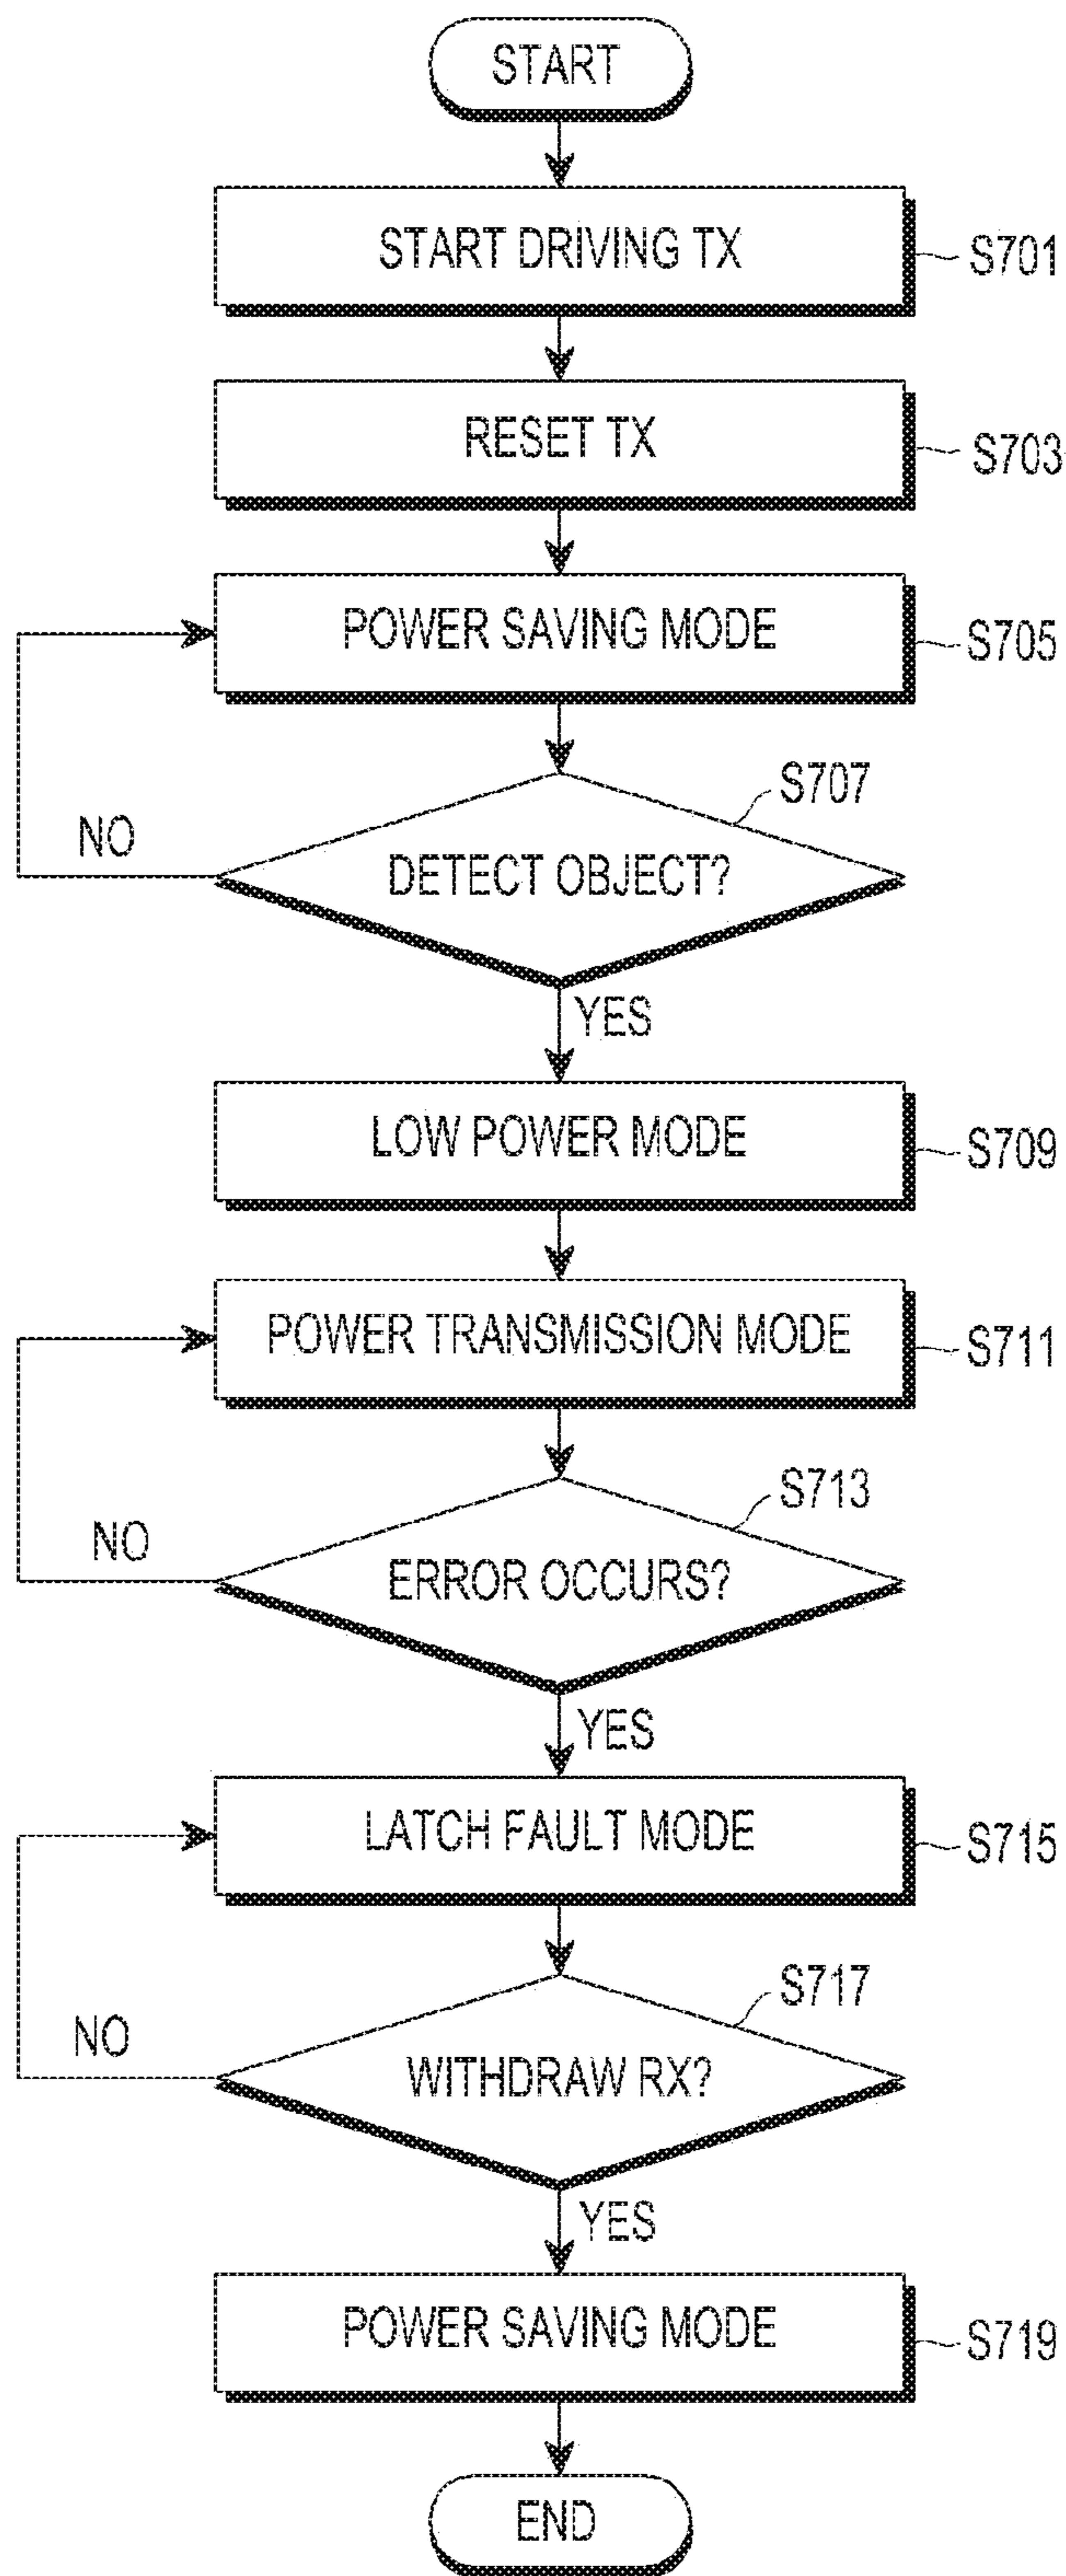 START
START DRIVING TX
S701
RESET TX
S703
POWER SAVING MODE
S705
S707
NO
DETECT OBJECT?
YES
LOW POWER MODE
S709
POWER TRANSMISSION MODE
S711
S713
NO
ERROR OCCURS?
YES
LATCH FAULT MODE
S715
S717
NO
WITHDRAW RX?
YES
POWER SAVING MODE
S719
END